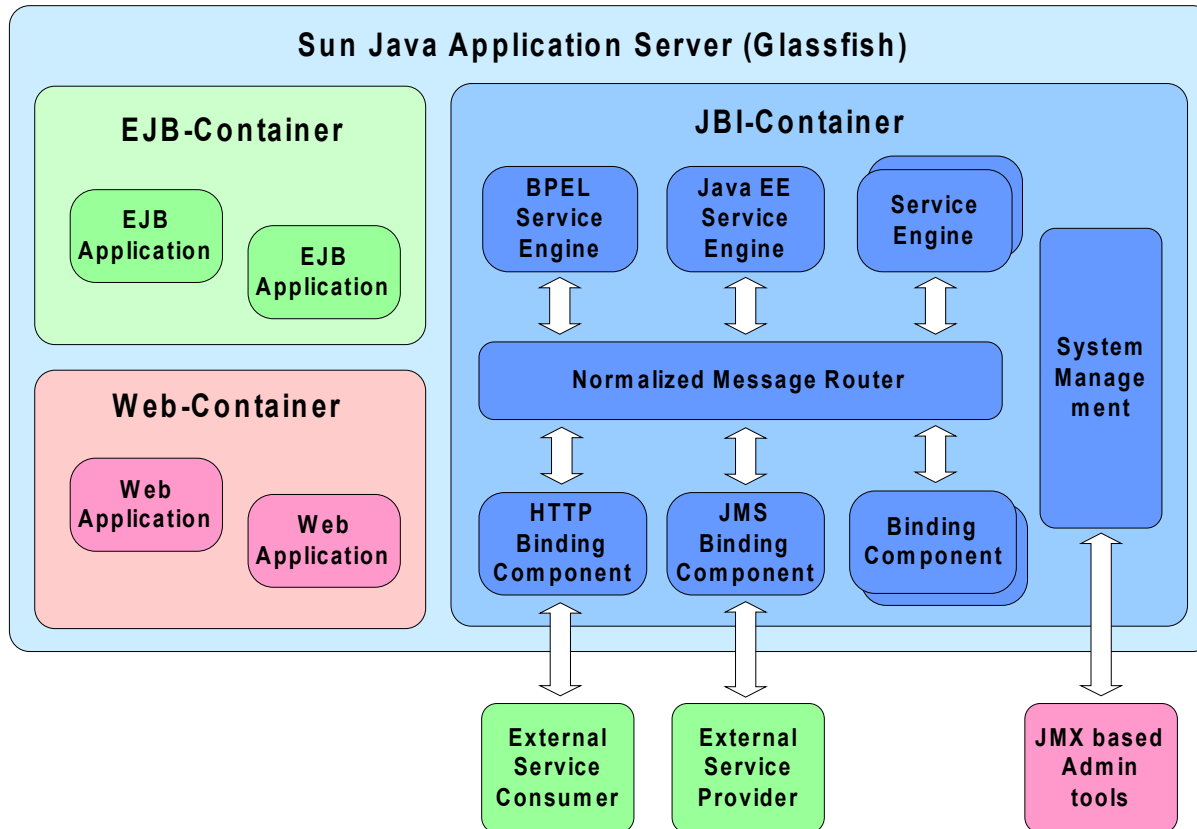 Sun Java Application Server (Glassfish)
EJB-Container
EJB
Application
EJB
Application
Web-Container
Web
Application
Web
Application
JBI-Container
BPEL
Service
Engine
Java EE
Service
Engine
Service
Engine
Normalized Message Router
HTTP
Binding
Component
JMS
Binding
Component
Binding
Component
System
Manage
ment
External
Service
Consumer
External
Service
Provider
JMX based
Admin
tools